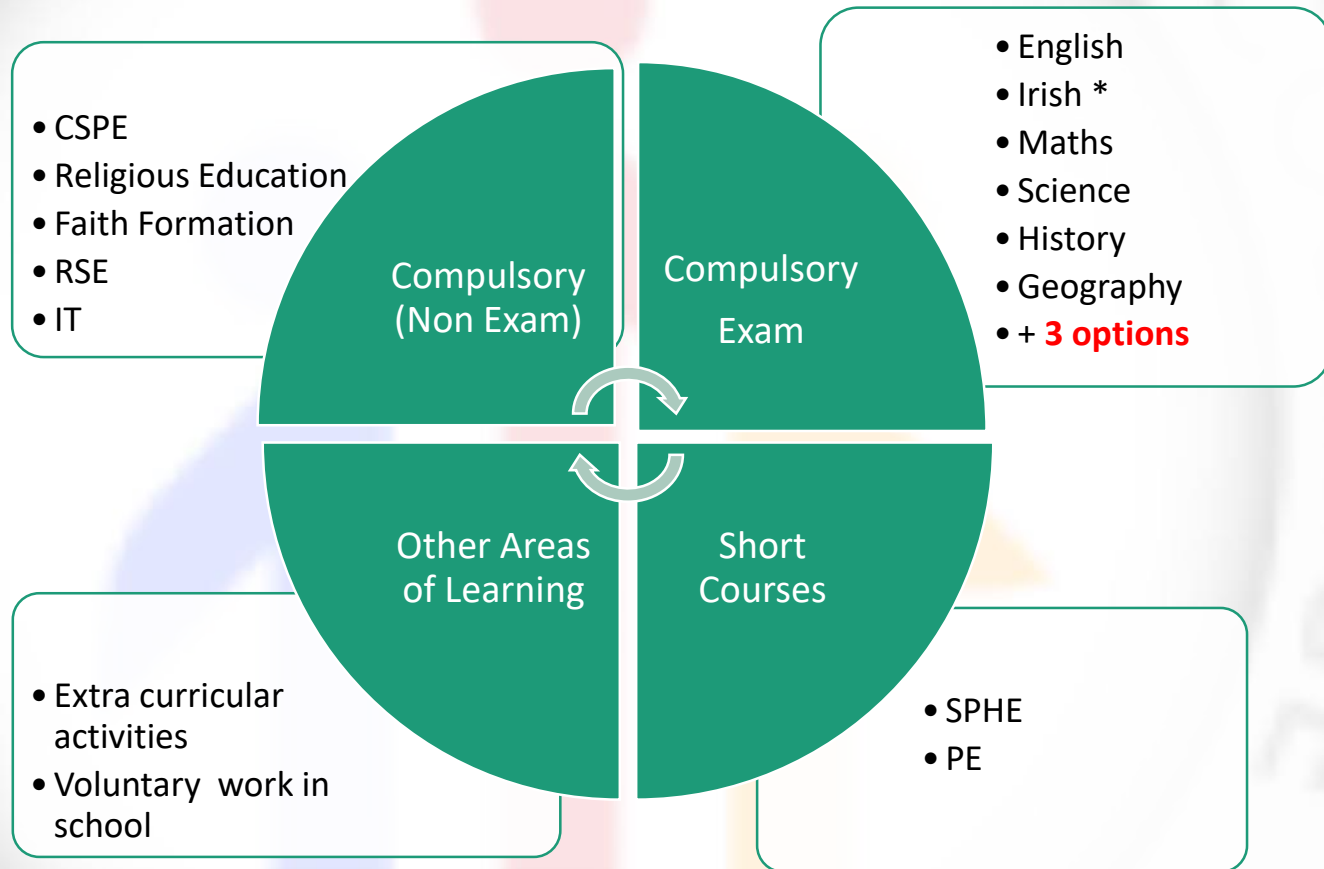 • CSPE
• Religious Education
• Faith Formation
• RSE
• IT
Compulsory
(Non Exam)
Compulsory
Exam
• English
• Irish *
• Maths
• Science
• History
• Geography
• + 3 options
Other Areas
of Learning
Short
Courses
• Extra curricular
activities
• Voluntary work in
school
• SPHE
• PE